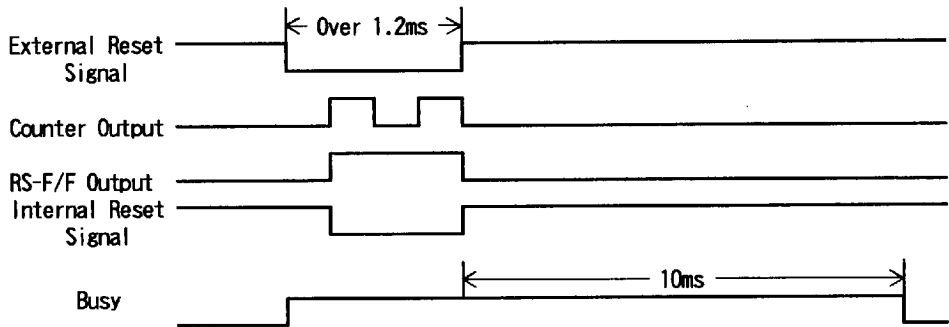 Over 1.2ms
External Reset
Signal
Counter Output
RS-F/F Output
Internal Reset
Signal
10ms
Busy